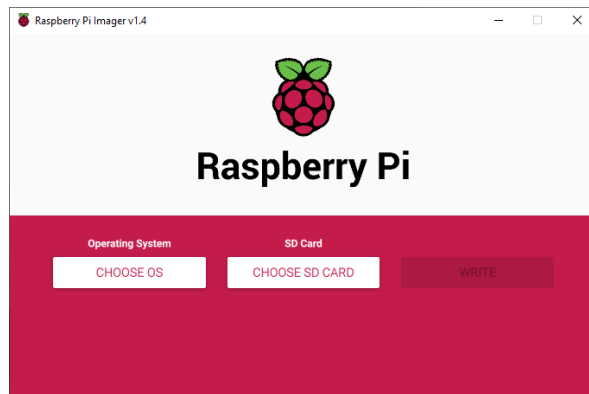 Raspberry Pi Imager v1.4
Raspberry Pi
Operating System
SD Card
CHOOSE OS
CHOOSE SD CARD
WRITE